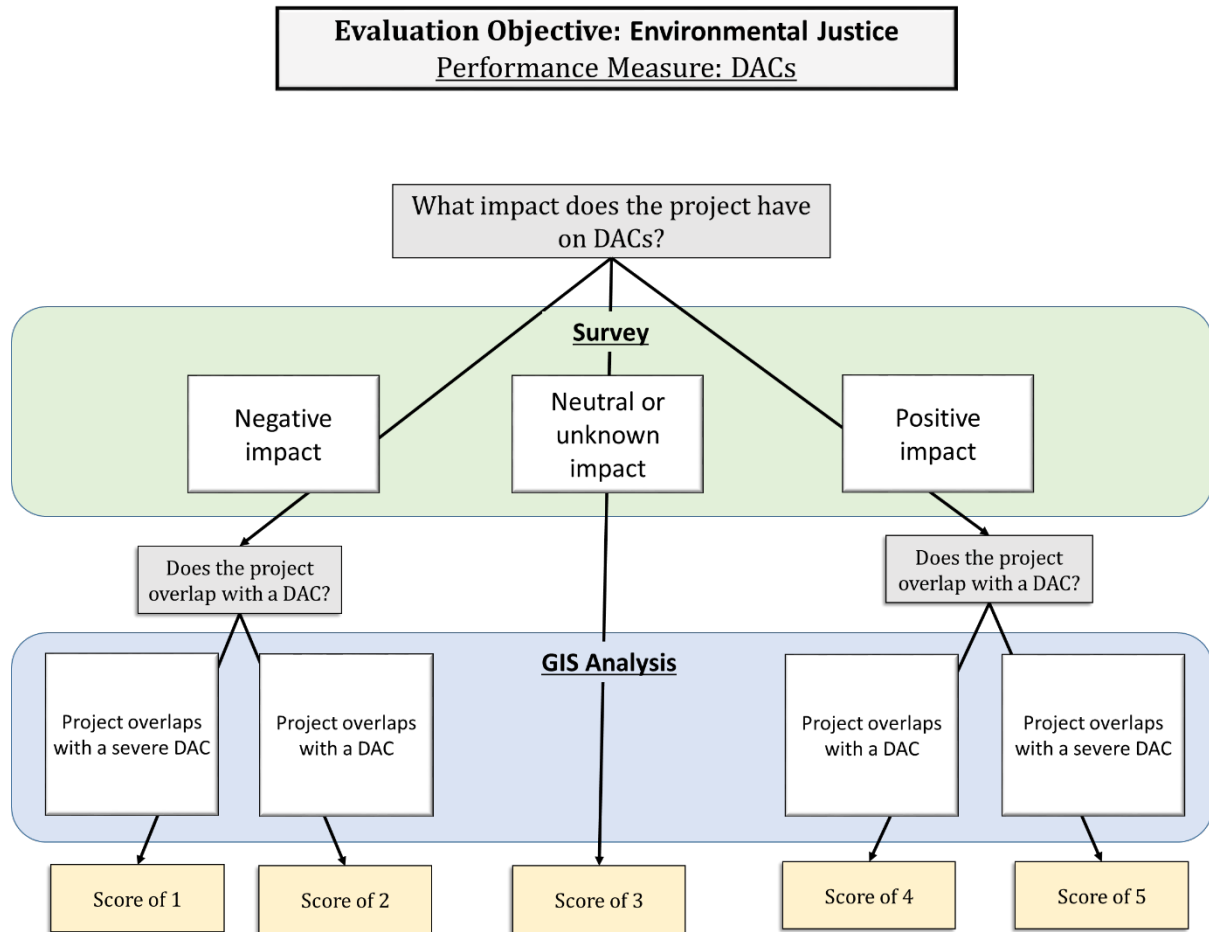 Evaluation Objective: Environmental Justice
Performance Measure: DACs
What impact does the project have
on DACs?
Survey
Negative
impact
Neutral or
unknown
impact
Positive
impact
Does the project
overlap with a DAC?
Does the project
overlap with a DAC?
GIS Analysis
Project overlaps
with a severe DAC
Project overlaps
with a DAC
Project overlaps
with a DAC
Project overlaps
with a severe DAC
Score of 1
Score of 2
Score of 3
Score of 4
Score of 5